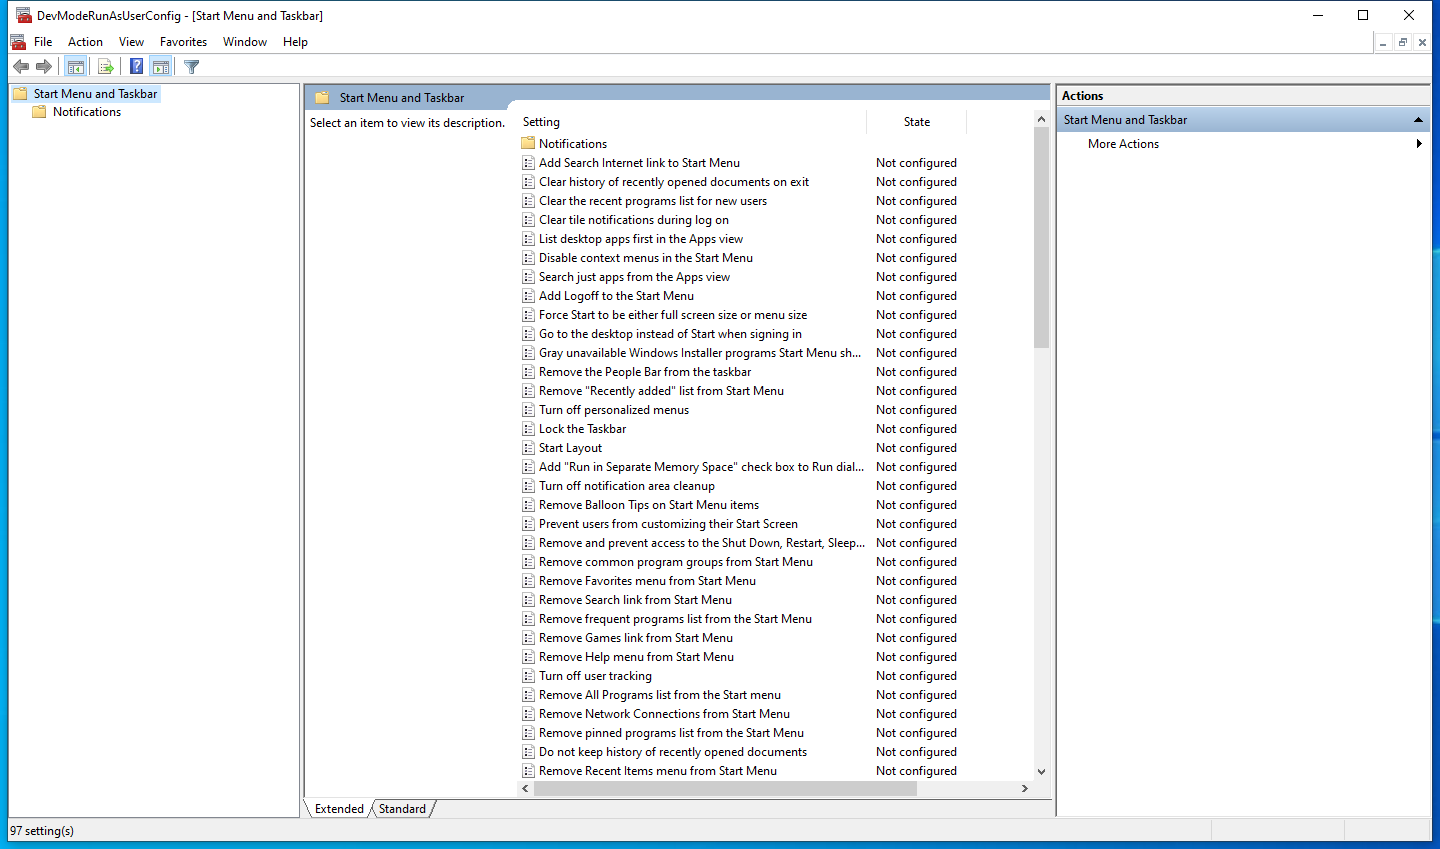 DevModeRunAsUserConfig - [Start Menu and Taskbar]
File Action View Favorites Window Help
Start Menu and Taskbar
Notifications
Start Menu and Taskbar
Select an item to view its description.
Setting State
Notifications
Add Search Internet link to Start Menu Not configured
Clear history of recently opened documents on exit Not configured
Clear the recent programs list for new users Not configured
Clear tile notifications during log on Not configured
List desktop apps first in the Apps view Not configured
Disable context menus in the Start Menu Not configured
Search just apps from the Apps view Not configured
Add Logoff to the Start Menu Not configured
Force Start to be either full screen size or menu size Not configured
Go to the desktop instead of Start when signing in Not configured
Gray unavailable Windows Installer programs Start Menu sh... Not configured
Remove the People Bar from the taskbar Not configured
Remove "Recently added" list from Start Menu Not configured
Turn off personalized menus Not configured
Lock the Taskbar Not configured
Start Layout Not configured
Add "Run in Separate Memory Space" check box to Run dial... Not configured
Turn off notification area cleanup Not configured
Remove Balloon Tips on Start Menu items Not configured
Prevent users from customizing their Start Screen Not configured
Remove and prevent access to the Shut Down, Restart, Sleep... Not configured
Remove common program groups from Start Menu Not configured
Remove Favorites menu from Start Menu Not configured
Remove Search link from Start Menu Not configured
Remove frequent programs list from the Start Menu Not configured
Remove Games link from Start Menu Not configured
Remove Help menu from Start Menu Not configured
Turn off user tracking Not configured
Remove All Programs list from the Start menu Not configured
Remove Network Connections from Start Menu Not configured
Remove pinned programs list from the Start Menu Not configured
Do not keep history of recently opened documents Not configured
Remove Recent Items menu from Start Menu Not configured
Extended Standard
Actions
Start Menu and Taskbar
More Actions
97 setting(s)